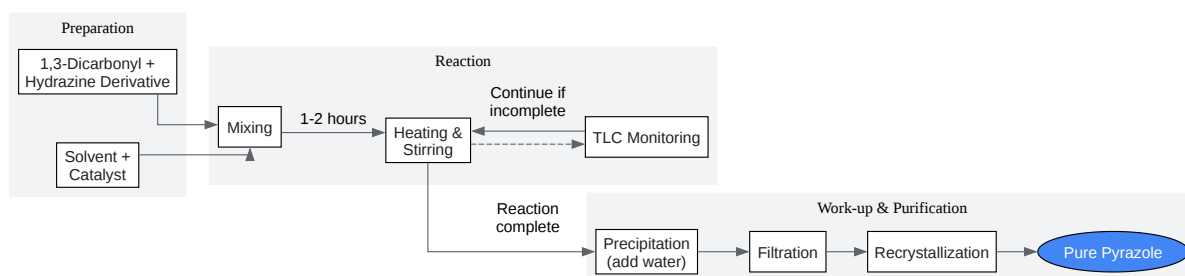 Preparation
1,3-Dicarbonyl +
Hydrazine Derivative
Solvent +
Catalyst
Reaction
Mixing
1-2 hours
Heating &
Stirring
Continue if
incomplete
TLC Monitoring
Reaction
complete
Work-up & Purification
Precipitation
(add water)
Filtration
Recrystallization
Pure Pyrazole